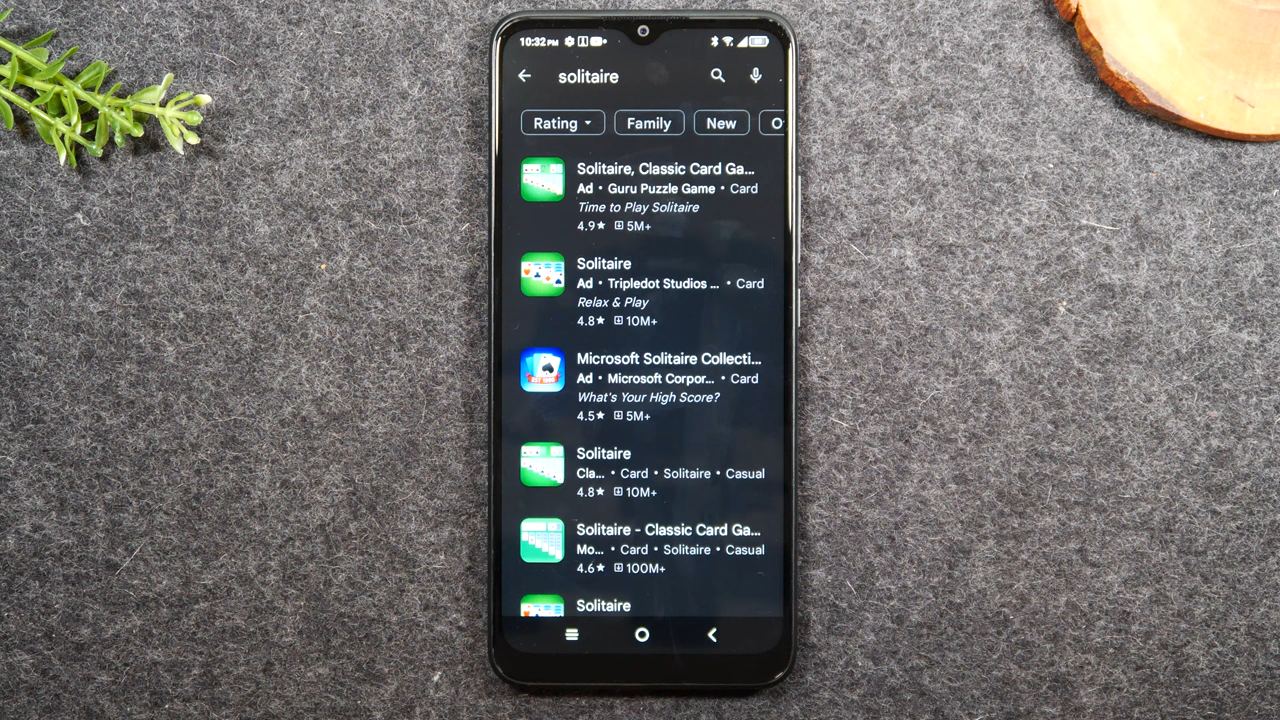 10:32 PM
solitaire
Rating Family New O
Solitaire, Classic Card Ga...
Ad • Guru Puzzle Game • Card
Time to Play Solitaire
4.9★ 5M+
Solitaire
Ad • Tripledot Studios ... • Card
Relax & Play
4.8★ 10M+
Microsoft Solitaire Collecti...
Ad • Microsoft Corpor... • Card
What's Your High Score?
4.5★ 5M+
Solitaire
Cla... • Card • Solitaire • Casual
4.8★ 10M+
Solitaire - Classic Card Ga...
Mo... • Card • Solitaire • Casual
4.6★ 100M+
Solitaire